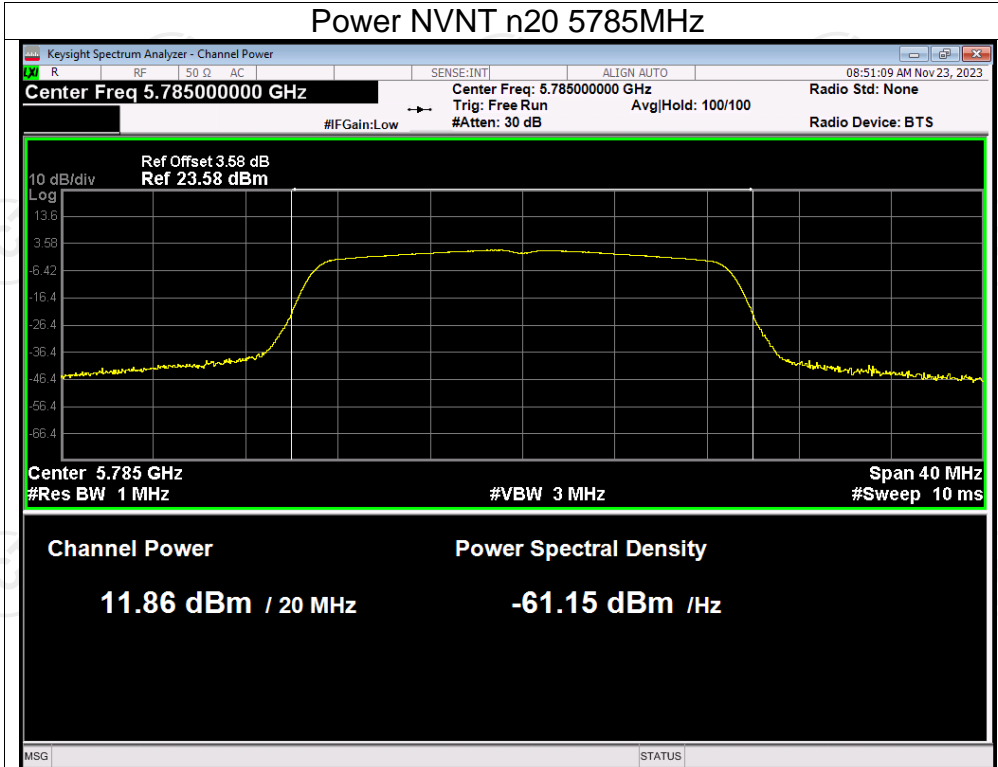 Power NVNT n20 5785MHz
Keysight Spectrum Analyzer - Channel Power
LXI R RF 50 Ω AC SENSE:INT ALIGN AUTO 08:51:09 AM Nov 23, 2023
Center Freq 5.785000000 GHz Center Freq: 5.785000000 GHz Radio Std: None
Trig: Free Run Avg|Hold: 100/100
#IFGain:Low #Atten: 30 dB Radio Device: BTS
Ref Offset 3.58 dB
10 dB/div Ref 23.58 dBm
Log
13.6
3.58
-6.42
-16.4
-26.4
-36.4
-46.4
-56.4
-66.4
Center 5.785 GHz Span 40 MHz
#Res BW 1 MHz #VBW 3 MHz #Sweep 10 ms
Channel Power Power Spectral Density
11.86 dBm / 20 MHz -61.15 dBm /Hz
MSG STATUS